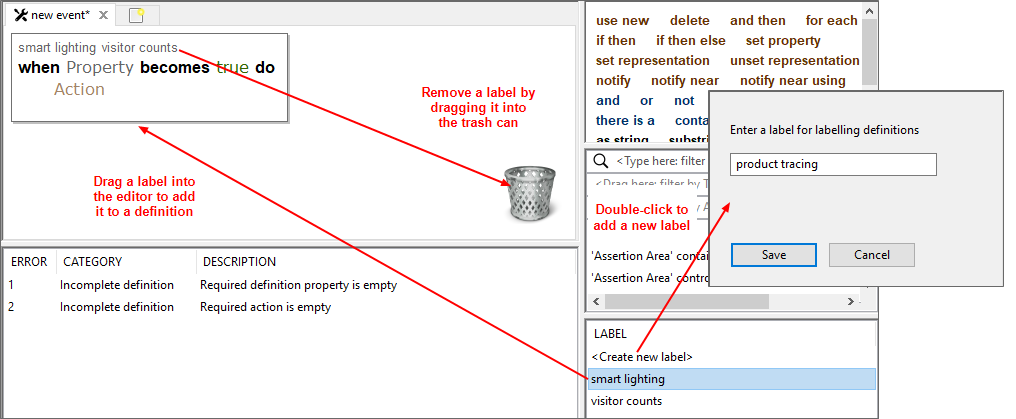 new event*
smart lighting visitor counts
when Property becomes true do
Action
Remove a label by
dragging it into
the trash can
Drag a label into
the editor to add
it to a definition
ERROR CATEGORY DESCRIPTION
1 Incomplete definition Required definition property is empty
2 Incomplete definition Required action is empty
use new delete and then for each
if then if then else set property
set representation unset representation
notify notify near notify near using
and or not
there is a conta
as string substri
<Type here: filter
<Drag here: filter by T
Double-click to
add a new label
'Assertion Area' contai
'Assertion Area' contro
Enter a label for labelling definitions
product tracing
Save Cancel
LABEL
<Create new label>
smart lighting
visitor counts